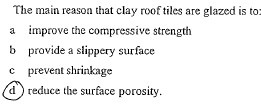 The main reason that clay roof tiles are glazed is to:
a improve the compressive strength
b provide a slippery surface
c prevent shrinkage
d reduce the surface porosity.